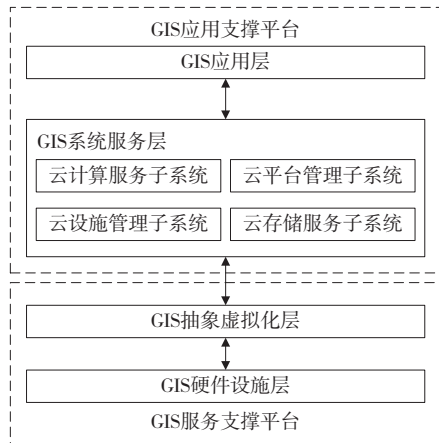 GIS应用支撑平台
GIS应用层
GIS系统服务层
云计算服务子系统 云平台管理子系统
云设施管理子系统 云存储服务子系统
GIS抽象虚拟化层
GIS硬件设施层
GIS服务支撑平台